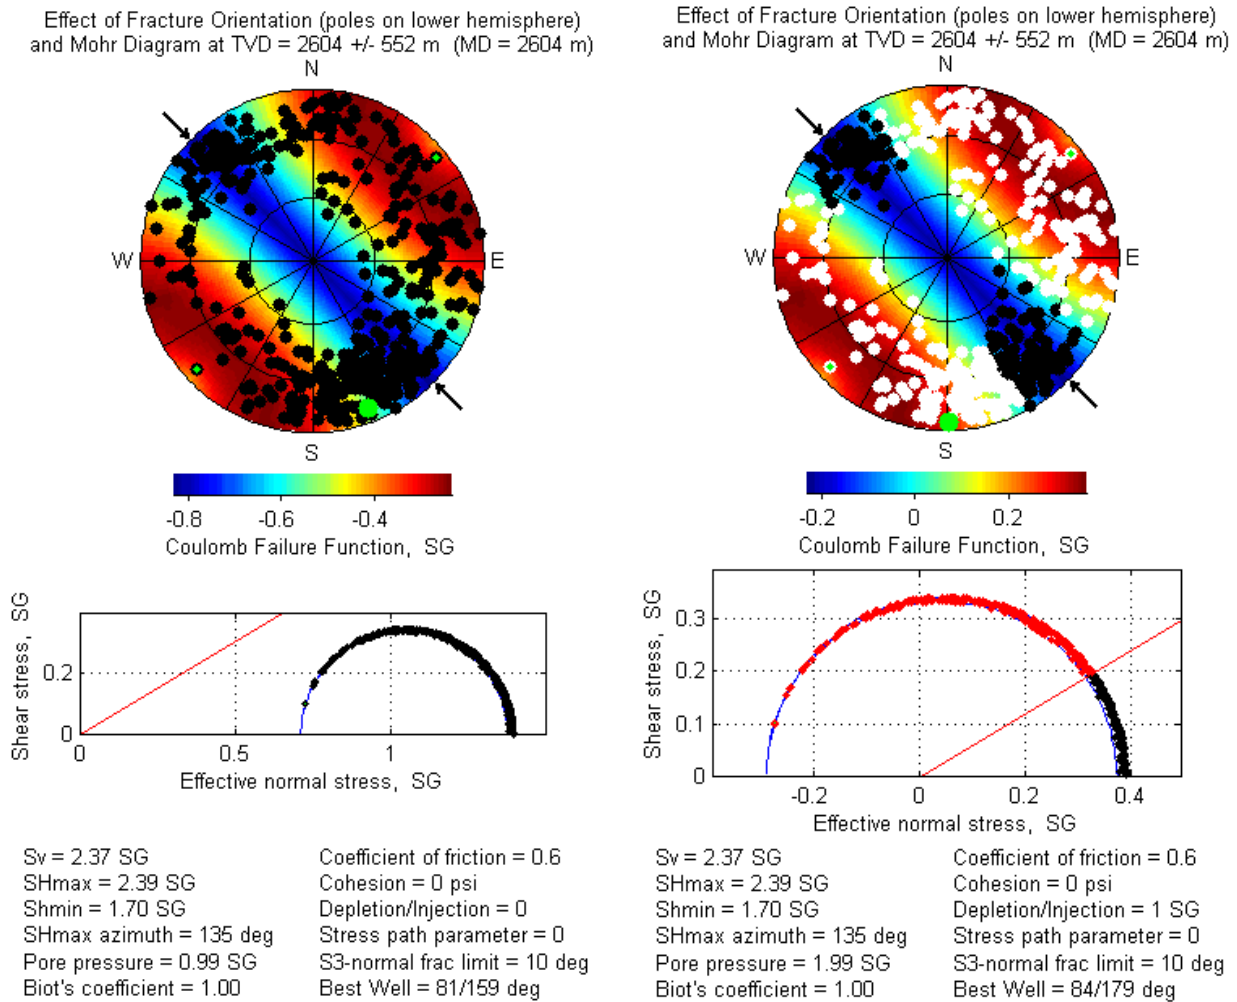 Effect of Fracture Orientation (poles on lower hemisphere)
and Mohr Diagram at TVD = 2604 +/- 552 m (MD = 2604 m)
N
W
E
S
-0.8
-0.6
-0.4
Coulomb Failure Function, SG
Shear stress, SG
0.2
0
0
0.5
1
Effective normal stress, SG
Sv = 2.37 SG
SHmax = 2.39 SG
Shmin = 1.70 SG
SHmax azimuth = 135 deg
Pore pressure = 0.99 SG
Biot's coefficient = 1.00
Coefficient of friction = 0.6
Cohesion = 0 psi
Depletion/Injection = 0
Stress path parameter = 0
S3-normal frac limit = 10 deg
Best Well = 81/159 deg
Effect of Fracture Orientation (poles on lower hemisphere)
and Mohr Diagram at TVD = 2604 +/- 552 m (MD = 2604 m)
N
W
E
S
-0.2
0
0.2
Coulomb Failure Function, SG
Shear stress, SG
0.3
0.2
0.1
0
-0.2
0
0.2
0.4
Effective normal stress, SG
Sv = 2.37 SG
SHmax = 2.39 SG
Shmin = 1.70 SG
SHmax azimuth = 135 deg
Pore pressure = 1.99 SG
Biot's coefficient = 1.00
Coefficient of friction = 0.6
Cohesion = 0 psi
Depletion/Injection = 1 SG
Stress path parameter = 0
S3-normal frac limit = 10 deg
Best Well = 84/179 deg